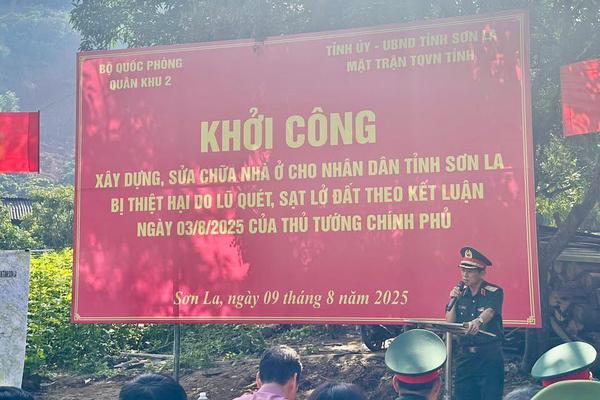 BỘ QUỐC PHÒNG
QUÂN KHU 2
TỈNH ỦY - UBND TỈNH SƠN LA
MẶT TRẬN TQVN TỈNH
KHỞI CÔNG
XÂY DỰNG, SỬA CHỮA NHÀ Ở CHO NHÂN DÂN TỈNH SƠN LA
BỊ THIỆT HẠI DO LŨ QUÉT, SẠT LỞ ĐẤT THEO KẾT LUẬN
NGÀY 03/8/2025 CỦA THỦ TƯỚNG CHÍNH PHỦ
Sơn La, ngày 09 tháng 8 năm 2025